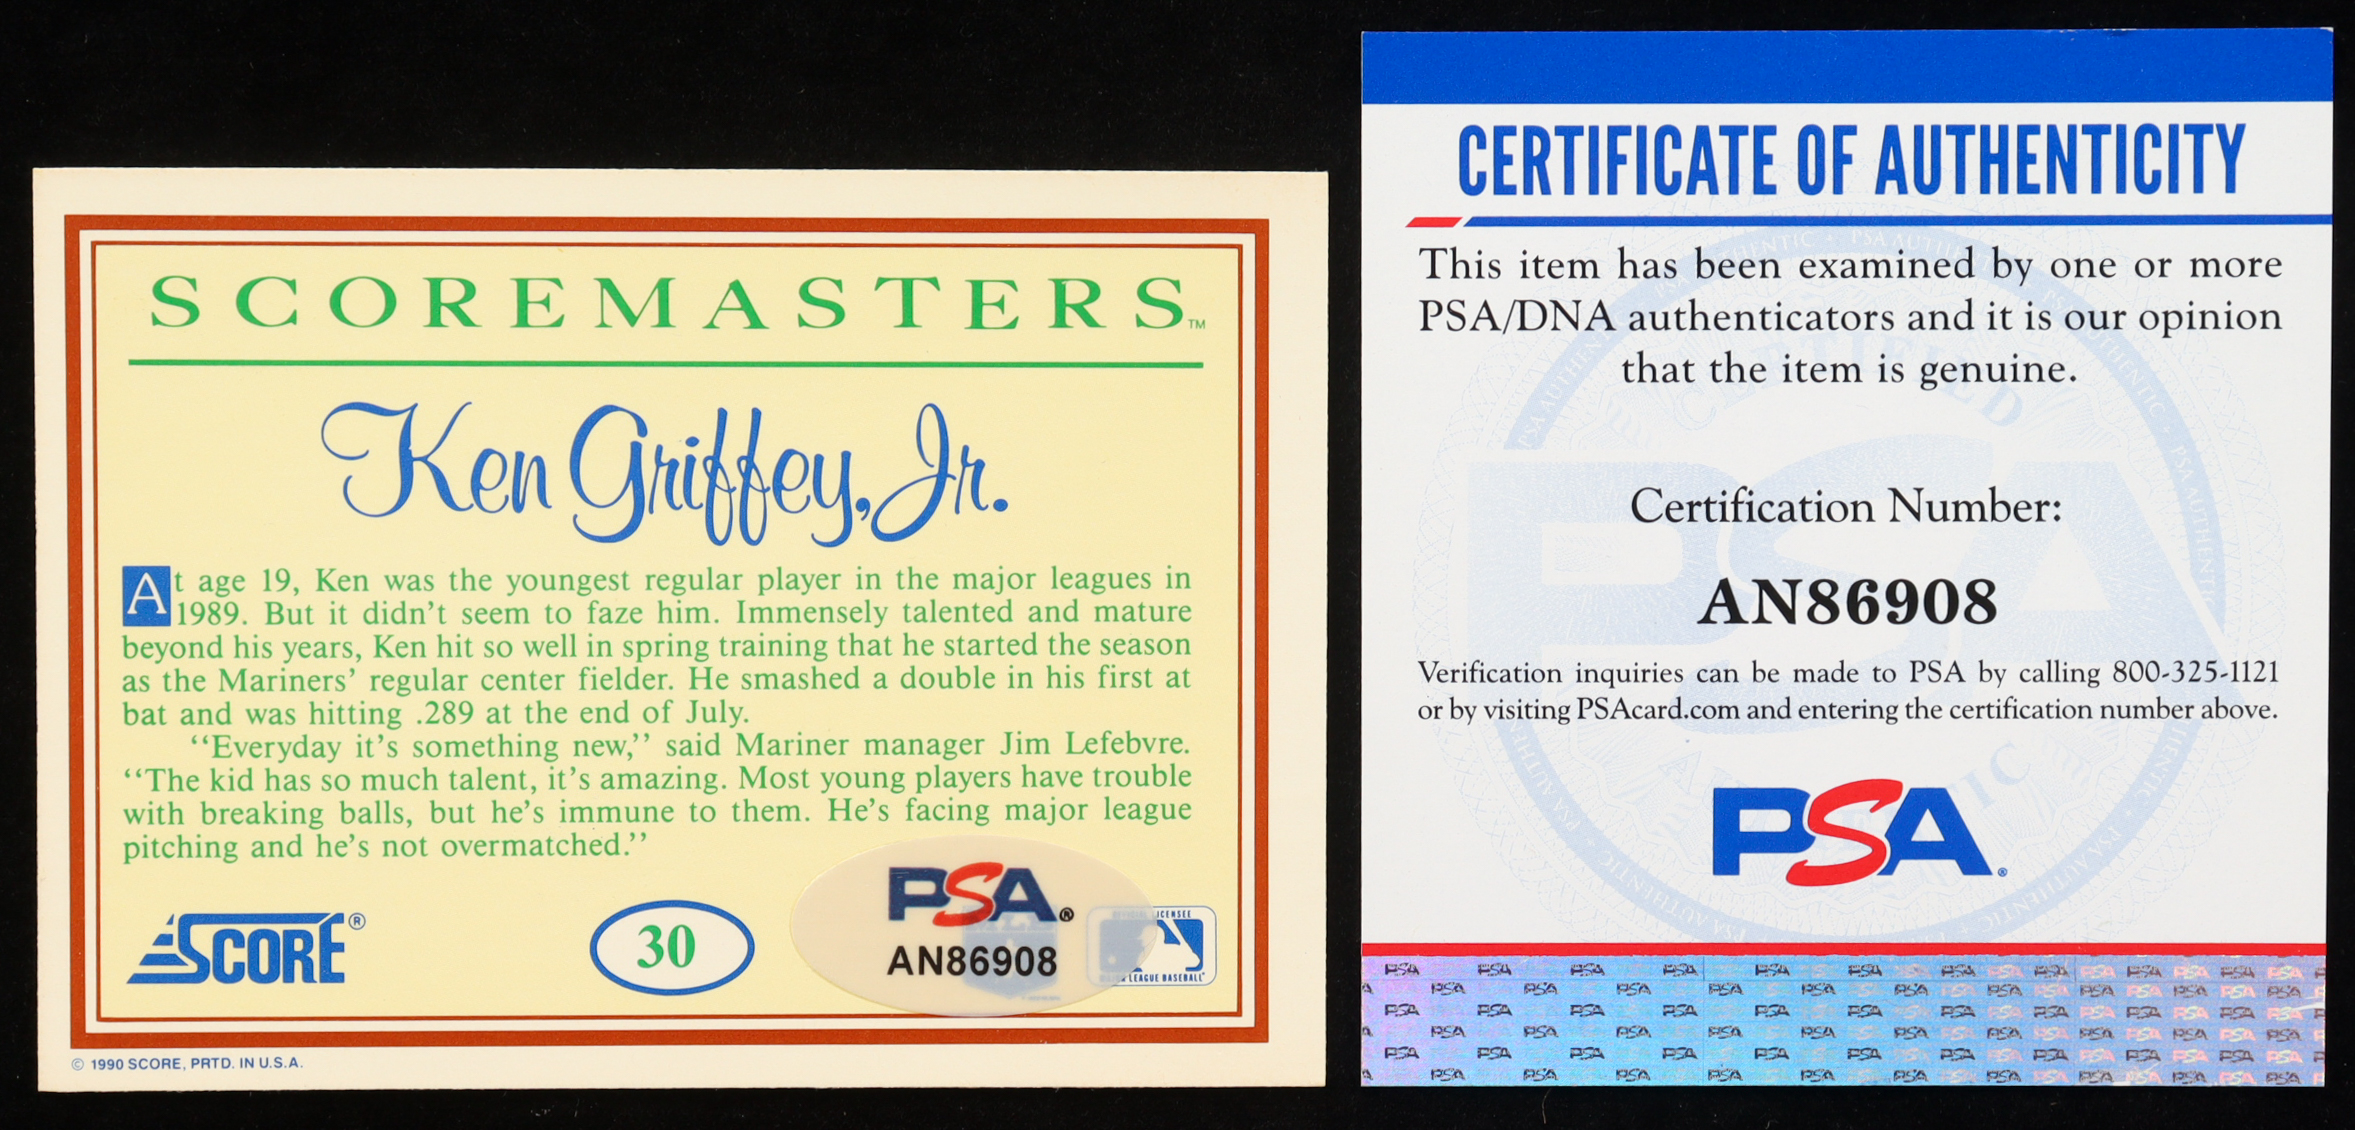 SCOREMASTERS™
Ken Griffey, Jr.
At age 19, Ken was the youngest regular player in the major leagues in
1989. But it didn't seem to faze him. Immensely talented and mature
beyond his years, Ken hit so well in spring training that he started the season
as the Mariners' regular center fielder. He smashed a double in his first at
bat and was hitting .289 at the end of July.
‘‘Everyday it's something new,’’ said Mariner manager Jim Lefebvre.
‘‘The kid has so much talent, it's amazing. Most young players have trouble
with breaking balls, but he's immune to them. He's facing major league
pitching and he's not overmatched.’’
SCORE®
30
PSA®
AN86908
LEAGUE BASEBALL
© 1990 SCORE, PRTD. IN U.S.A.
CERTIFICATE OF AUTHENTICITY
This item has been examined by one or more
PSA/DNA authenticators and it is our opinion
that the item is genuine.
Certification Number:
AN86908
Verification inquiries can be made to PSA by calling 800-325-1121
or by visiting PSAcard.com and entering the certification number above.
PSA®